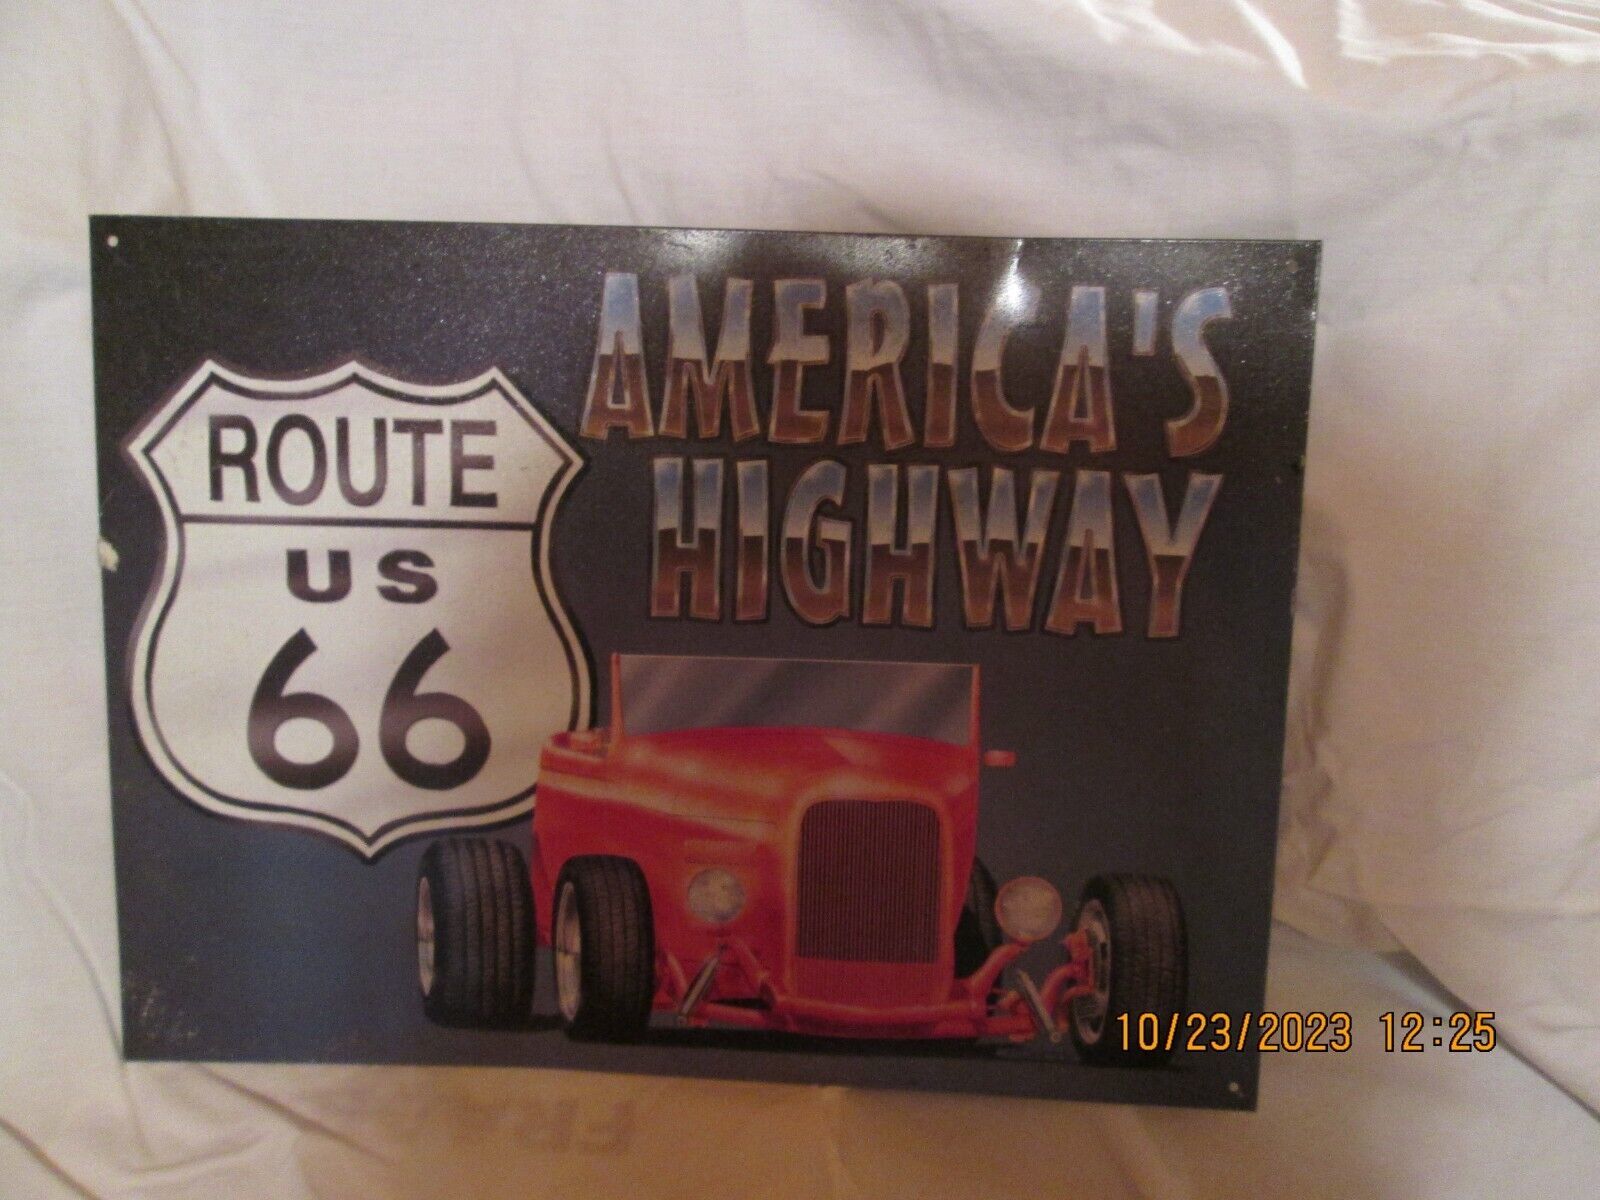 AMERICA'S
HIGHWAY
ROUTE
US
66
10/23/2023 12:25